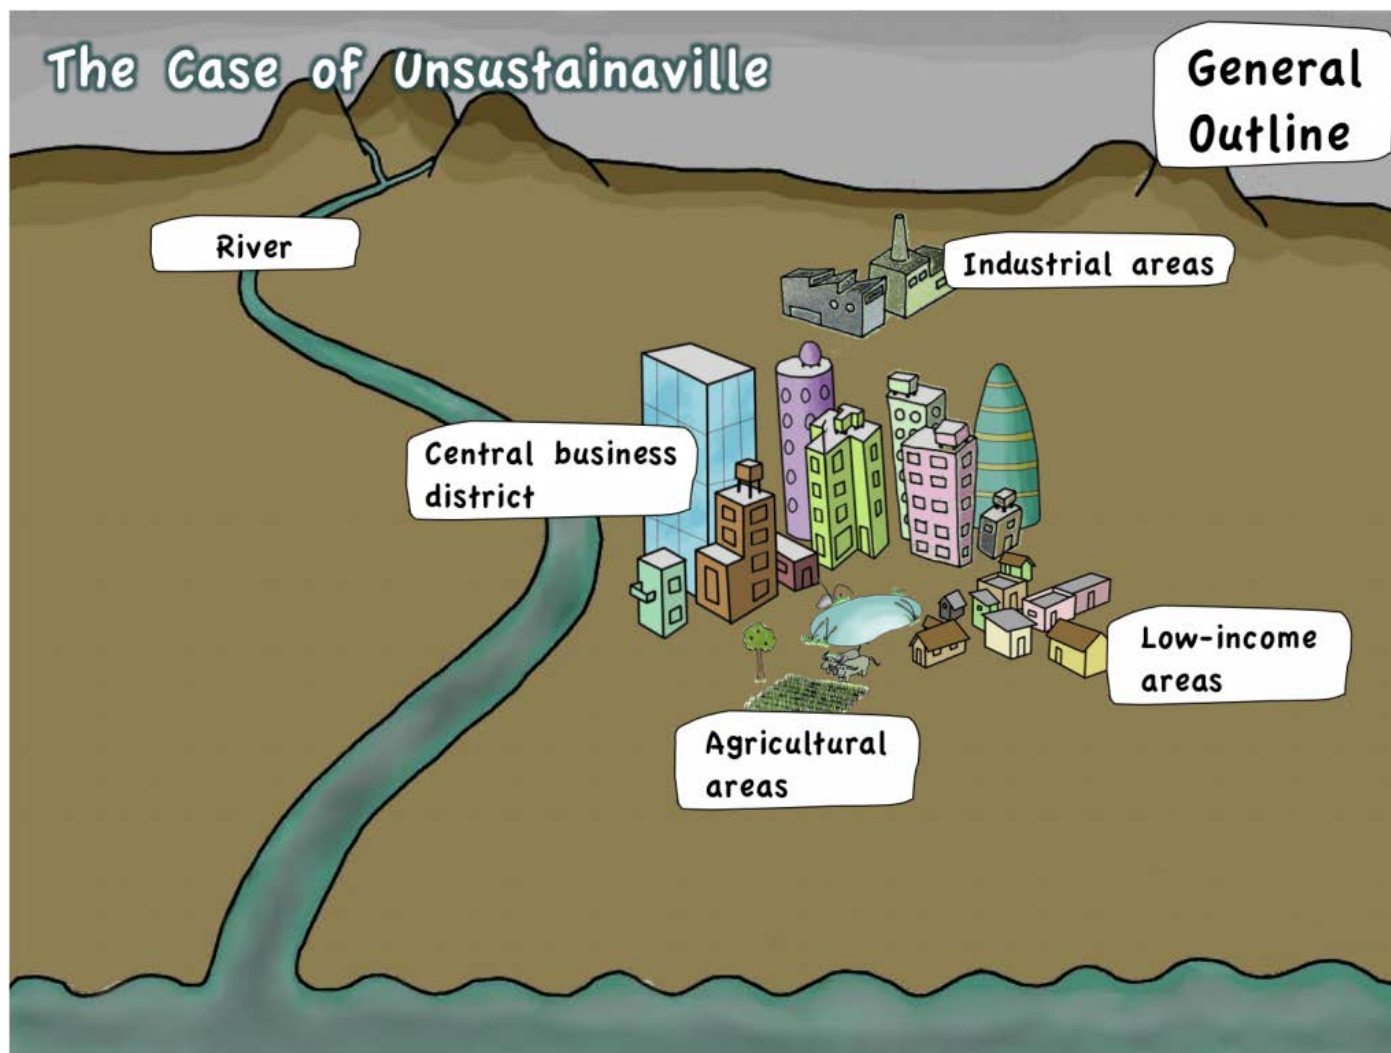 The Case of Unsustainaville
General
Outline
River
Industrial areas
Central business
district
Low-income
areas
Agricultural
areas